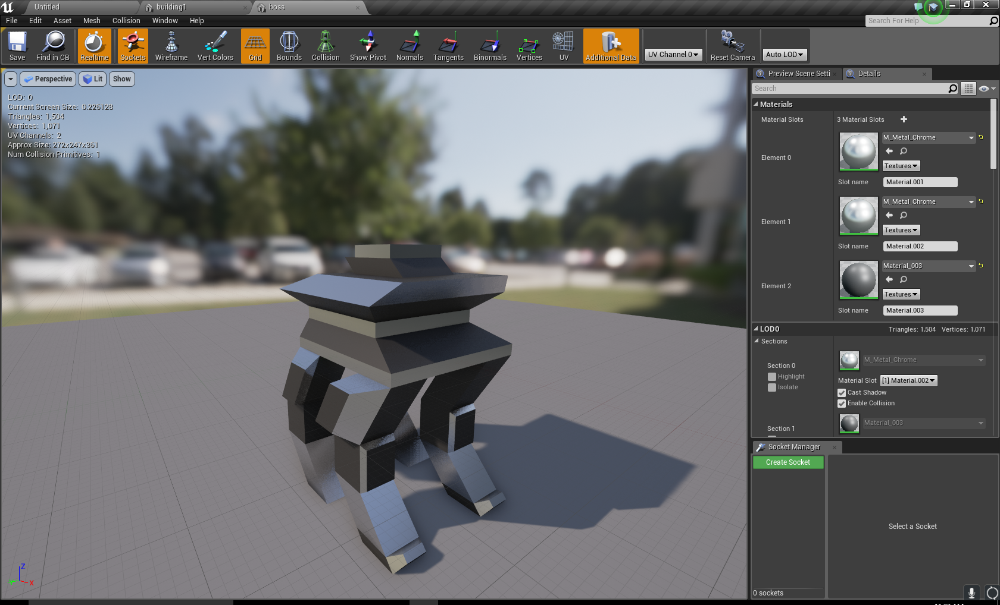 Untitled
building1
boss
File Edit Asset Mesh Collision Window Help
Search For Help
Save Find in CB Realtime Sockets Wireframe Vert Colors Grid Bounds Collision Show Pivot Normals Tangents Binormals Vertices UV Additional Data UV Channel 0 Reset Camera Auto LOD
Perspective Lit Show
LOD: 0
Current Screen Size: 0.225128
Triangles: 1,504
Vertices: 1,071
UV Channels: 2
Approx Size: 272x247x351
Num Collision Primitives: 1
Z
Y
X
Preview Scene Setti
Details
Search
Materials
Material Slots 3 Material Slots
M_Metal_Chrome
Element 0
Textures
Slot name Material.001
M_Metal_Chrome
Element 1
Textures
Slot name Material.002
Material_003
Element 2
Textures
Slot name Material.003
LOD0 Triangles: 1,504 Vertices: 1,071
Sections
M_Metal_Chrome
Section 0
Highlight
Isolate
Material Slot [1] Material.002
Cast Shadow
Enable Collision
Material_003
Section 1
Socket Manager
Create Socket
Select a Socket
0 sockets